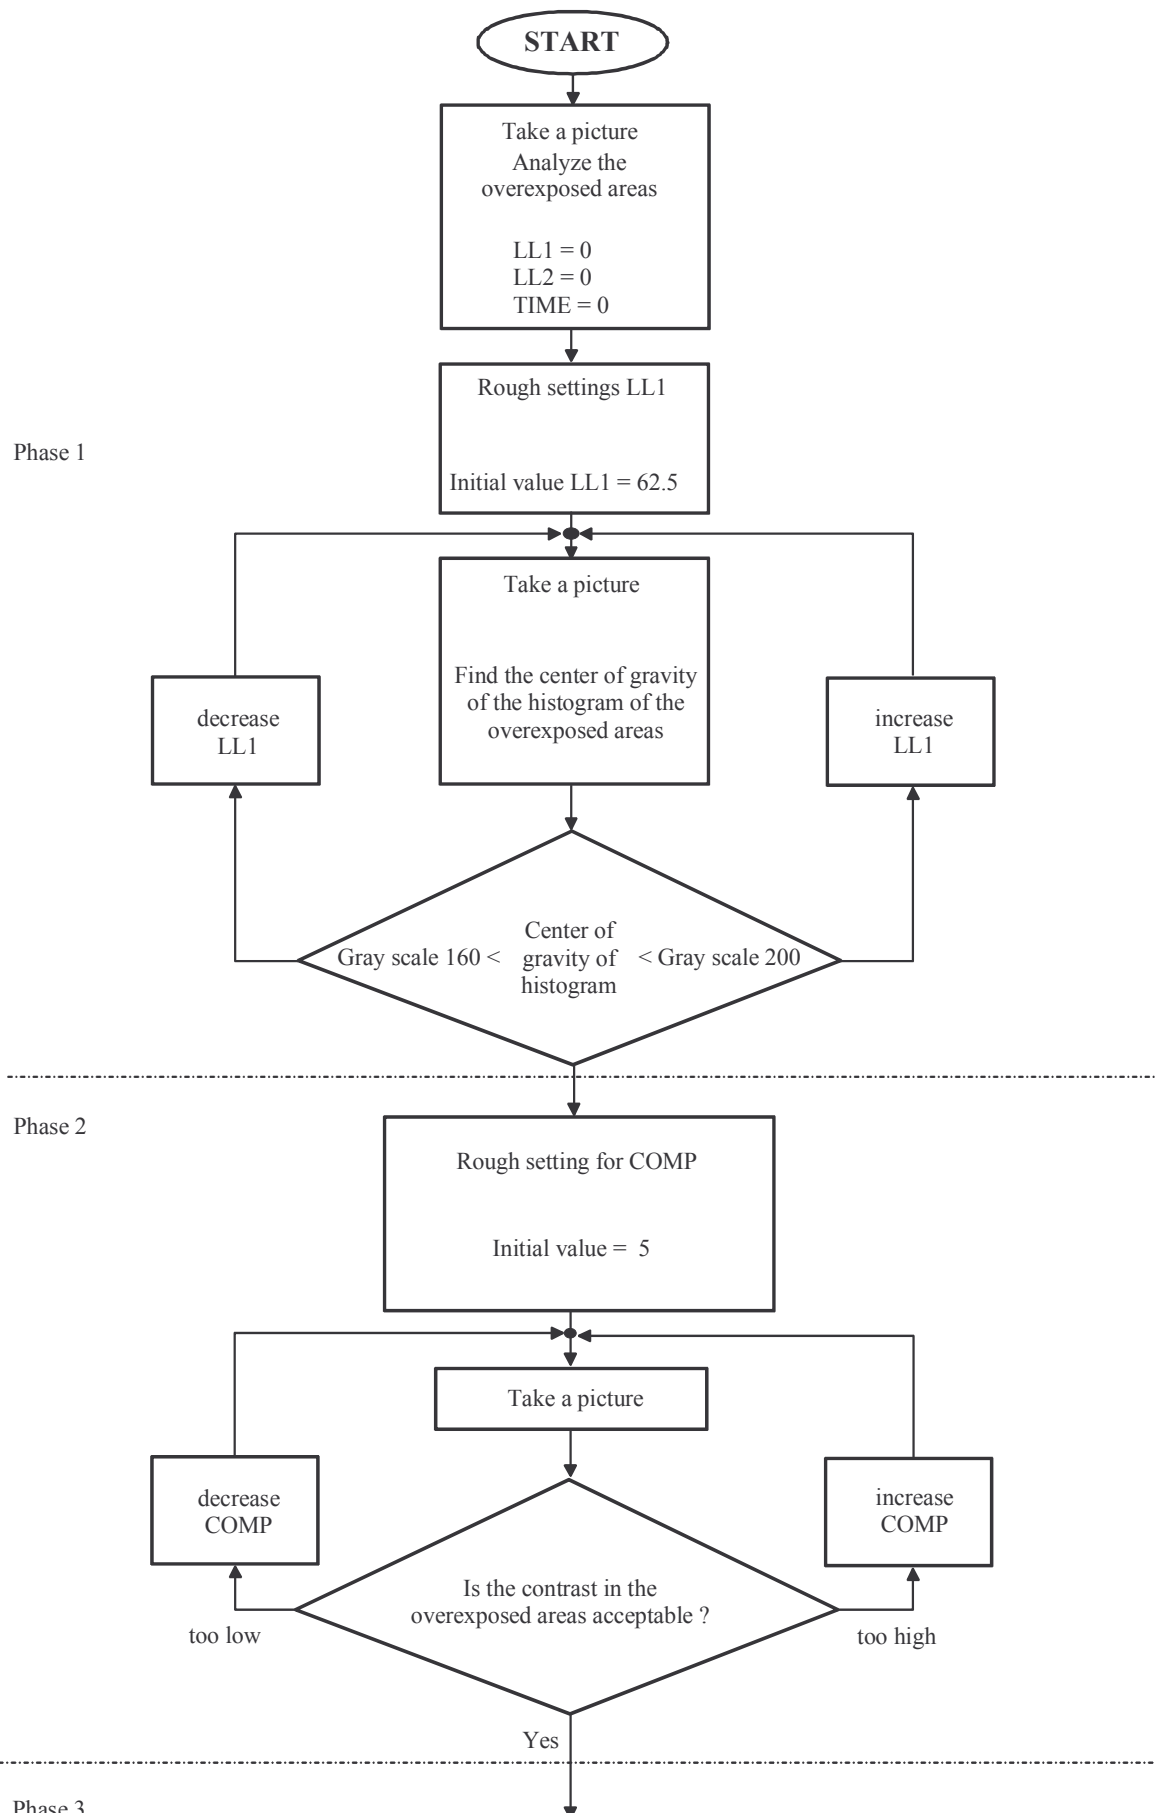 START
Take a picture
Analyze the
overexposed areas
LL1 = 0
LL2 = 0
TIME = 0
Rough settings LL1
Phase 1
Initial value LL1 = 62.5
Take a picture
Find the center of gravity
of the histogram of the
overexposed areas
decrease
LL1
increase
LL1
Gray scale 160 <
Center of
gravity of
histogram
< Gray scale 200
Phase 2
Rough setting for COMP
Initial value = 5
Take a picture
decrease
COMP
increase
COMP
Is the contrast in the
overexposed areas acceptable ?
too low
too high
Yes
Phase 3